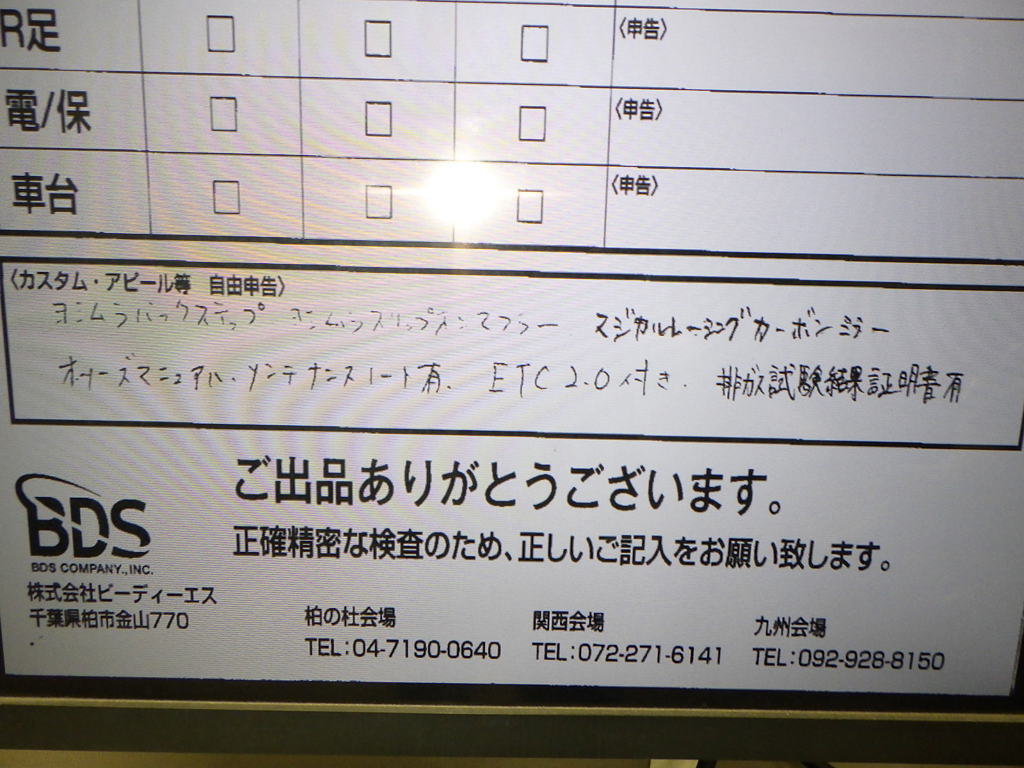 R足 □ □ □ 〈申告〉
電/保 □ □ □ 〈申告〉
車台 □ □ □ 〈申告〉
〈カスタム・アピール等 自由申告〉
ヨシムラバックステップ ヨシムラスリップオンマフラー マジカルレーシングカーボンミラー
オーナーズマニュアル・メンテナンスノート有. ETC2.0付き. 排ガス試験結果証明書有
BDS
BDS COMPANY.,INC.
ご出品ありがとうございます。
正確精密な検査のため、正しいご記入をお願い致します。
株式会社ビーディーエス
千葉県柏市金山770
柏の杜会場
TEL:04-7190-0640
関西会場
TEL:072-271-6141
九州会場
TEL:092-928-8150